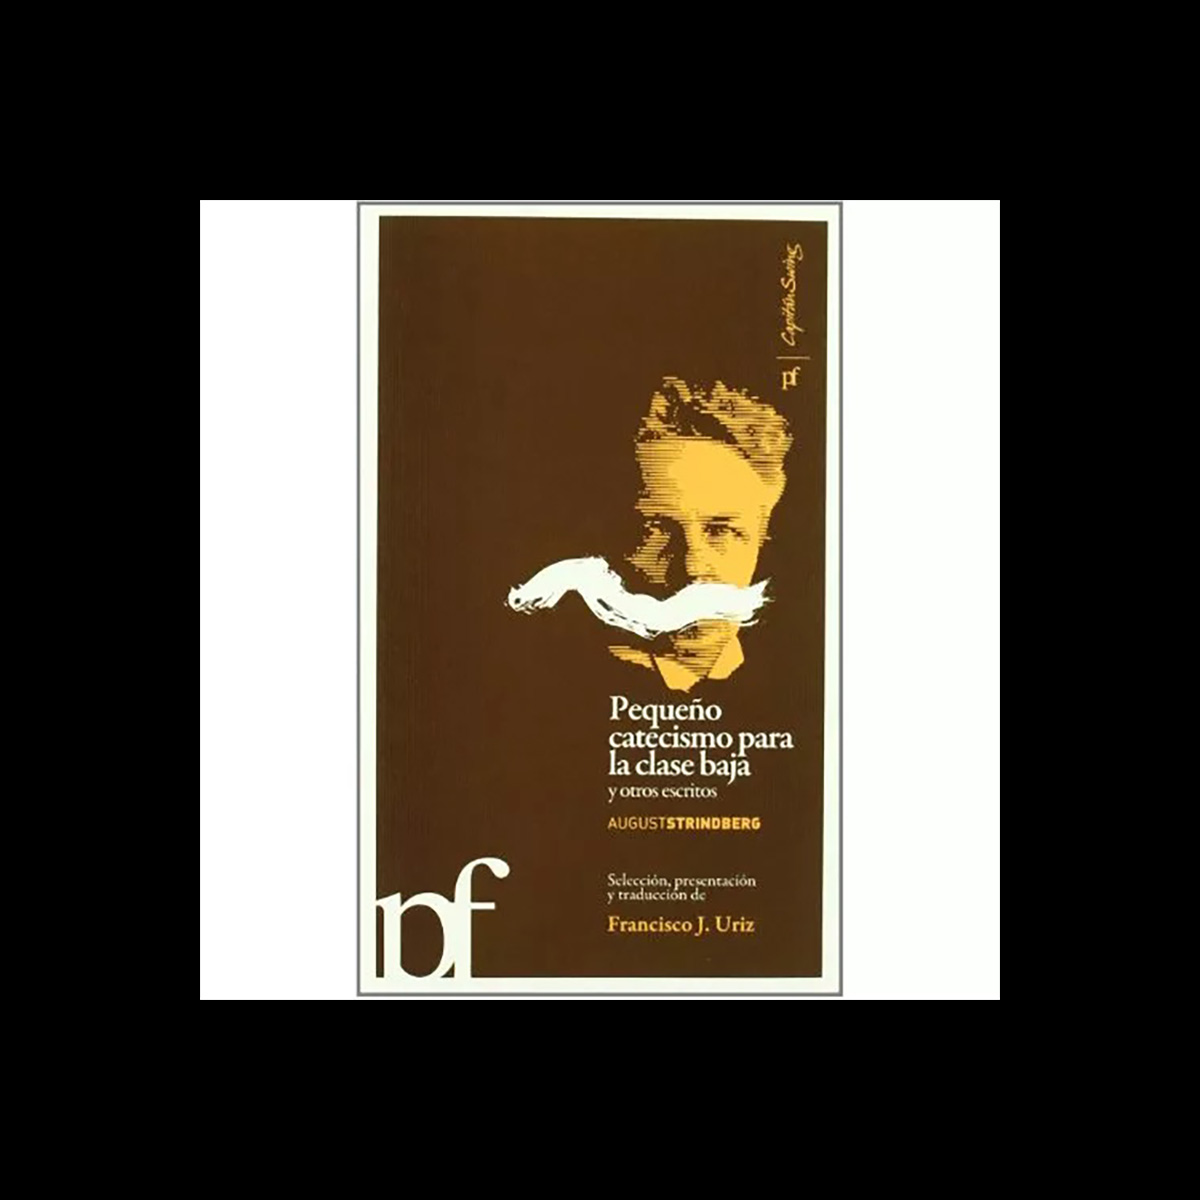 Capitán Swing
Pequeño
catecismo para
la clase baja
y otros escritos
AUGUSTSTRINDBERG
Selección, presentación
y traducción de
Francisco J. Uriz
pf